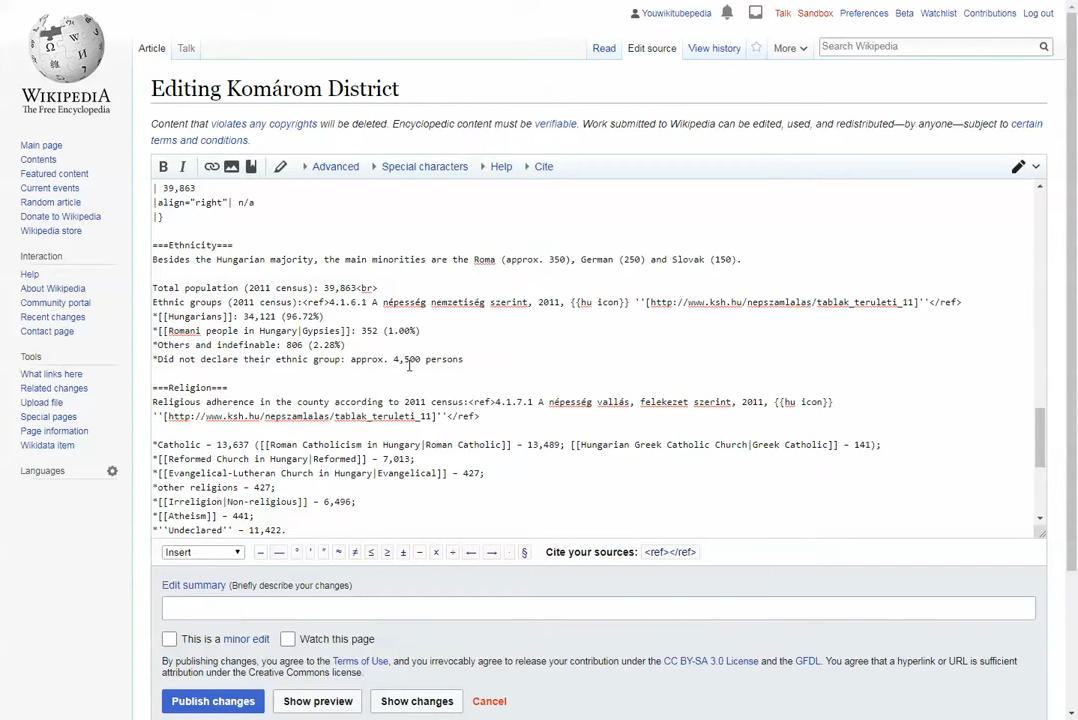 Youwikitubepedia Talk Sandbox Preferences Beta Watchlist Contributions Log out
Article Talk Read Edit source View history More Search Wikipedia
WIKIPEDIA
The Free Encyclopedia
Main page
Contents
Featured content
Current events
Random article
Donate to Wikipedia
Wikipedia store
Interaction
Help
About Wikipedia
Community portal
Recent changes
Contact page
Tools
What links here
Related changes
Upload file
Special pages
Page information
Wikidata item
Languages
Editing Komárom District
Content that violates any copyrights will be deleted. Encyclopedic content must be verifiable. Work submitted to Wikipedia can be edited, used, and redistributed—by anyone—subject to certain
terms and conditions.
B I Advanced Special characters Help Cite
| 39,863
|align="right"| n/a
|}
===Ethnicity===
Besides the Hungarian majority, the main minorities are the Roma (approx. 350), German (250) and Slovak (150).
Total population (2011 census): 39,863<br>
Ethnic groups (2011 census):<ref>4.1.6.1 A népesség nemzetiség szerint, 2011, {{hu icon}} ''[http://www.ksh.hu/nepszamlalas/tablak_teruleti_11]''</ref>
*[[Hungarians]]: 34,121 (96.72%)
*[[Romani people in Hungary|Gypsies]]: 352 (1.00%)
*Others and indefinable: 806 (2.28%)
*Did not declare their ethnic group: approx. 4,500 persons
===Religion===
Religious adherence in the county according to 2011 census:<ref>4.1.7.1 A népesség vallás, felekezet szerint, 2011, {{hu icon}}
''[http://www.ksh.hu/nepszamlalas/tablak_teruleti_11]''</ref>
*Catholic – 13,637 ([[Roman Catholicism in Hungary|Roman Catholic]] – 13,489; [[Hungarian Greek Catholic Church|Greek Catholic]] – 141);
*[[Reformed Church in Hungary|Reformed]] – 7,013;
*[[Evangelical-Lutheran Church in Hungary|Evangelical]] – 427;
*other religions – 427;
*[[Irreligion|Non-religious]] – 6,496;
*[[Atheism]] – 441;
*''Undeclared'' – 11,422.
Insert – — ° ′ ″ ≈ ≠ ≤ ≥ ± − × ÷ ← → · § Cite your sources: <ref></ref>
Edit summary (Briefly describe your changes)
This is a minor edit Watch this page
By publishing changes, you agree to the Terms of Use, and you irrevocably agree to release your contribution under the CC BY-SA 3.0 License and the GFDL. You agree that a hyperlink or URL is sufficient
attribution under the Creative Commons license.
Publish changes Show preview Show changes Cancel